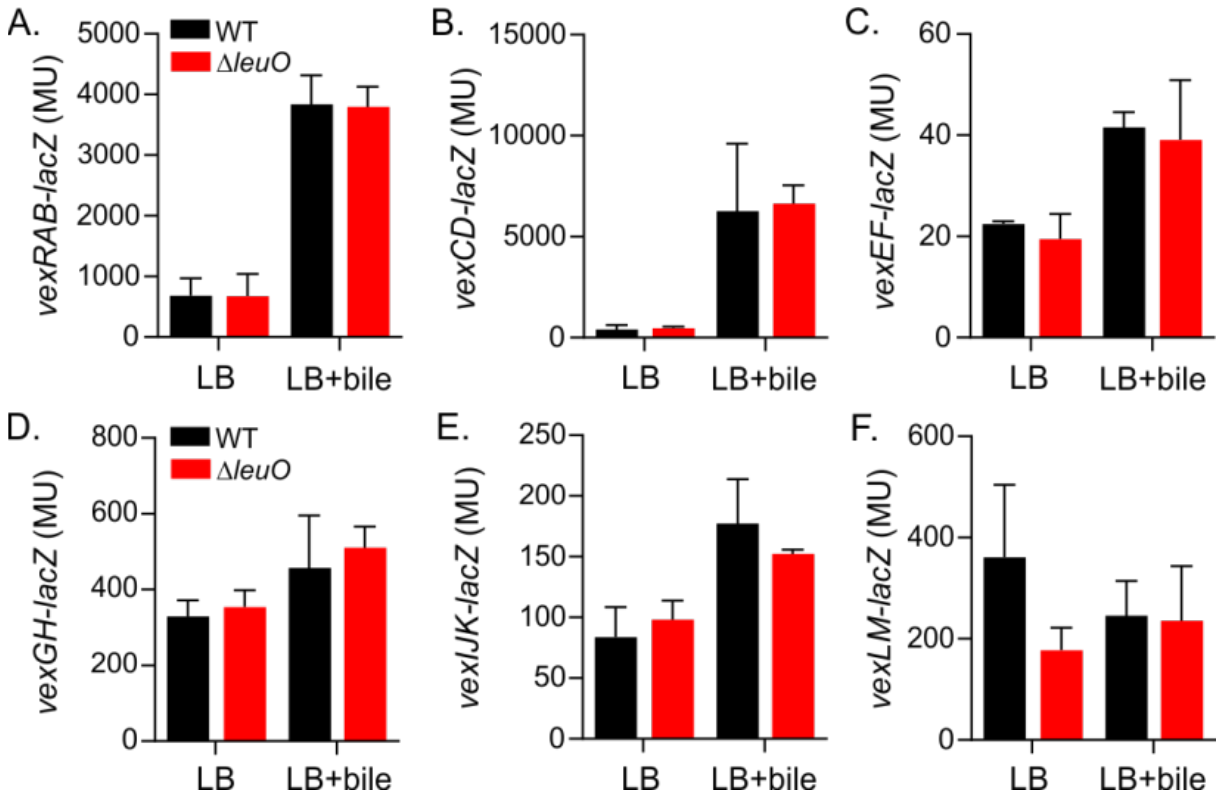 A.
vexRAB-lacZ (MU)
5000
4000
3000
2000
1000
0
WT
ΔleuO
LB
LB+bile
B.
vexCD-lacZ (MU)
15000
10000
5000
0
LB
LB+bile
C.
vexEF-lacZ (MU)
60
40
20
0
LB
LB+bile
D.
vexGH-lacZ (MU)
800
600
400
200
0
WT
ΔleuO
LB
LB+bile
E.
vexIJK-lacZ (MU)
250
200
150
100
50
0
LB
LB+bile
F.
vexLM-lacZ (MU)
600
400
200
0
LB
LB+bile